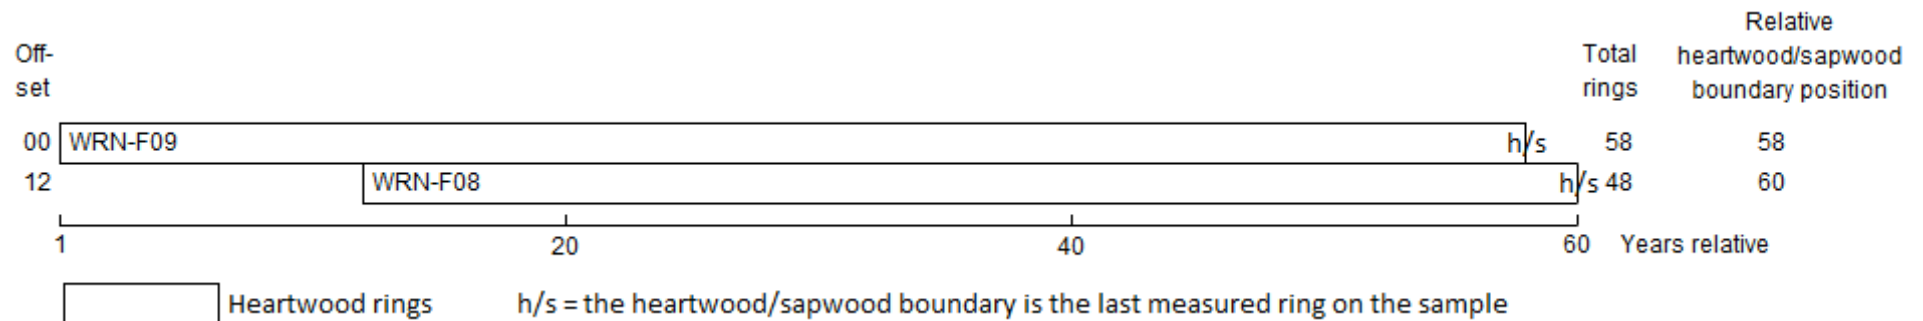 Off-
set
Total
rings
Relative
heartwood/sapwood
boundary position
00 WRN-F09 h/s 58 58
12 WRN-F08 h/s 48 60
1 20 40 60 Years relative
Heartwood rings h/s = the heartwood/sapwood boundary is the last measured ring on the sample